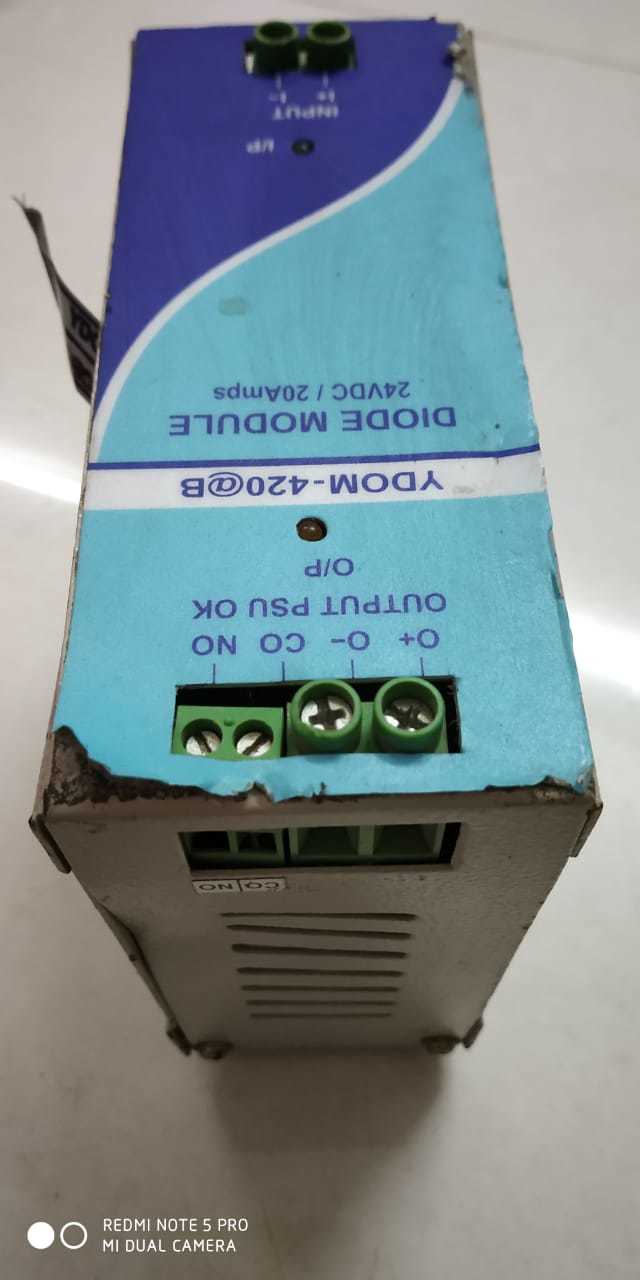 CO NO
O+ O- CO NO
OUTPUT PSU OK
O/P
YDOM-420@B
DIODE MODULE
24VDC / 20Amps
I/P
INPUT
I+ I-
REDMI NOTE 5 PRO
MI DUAL CAMERA